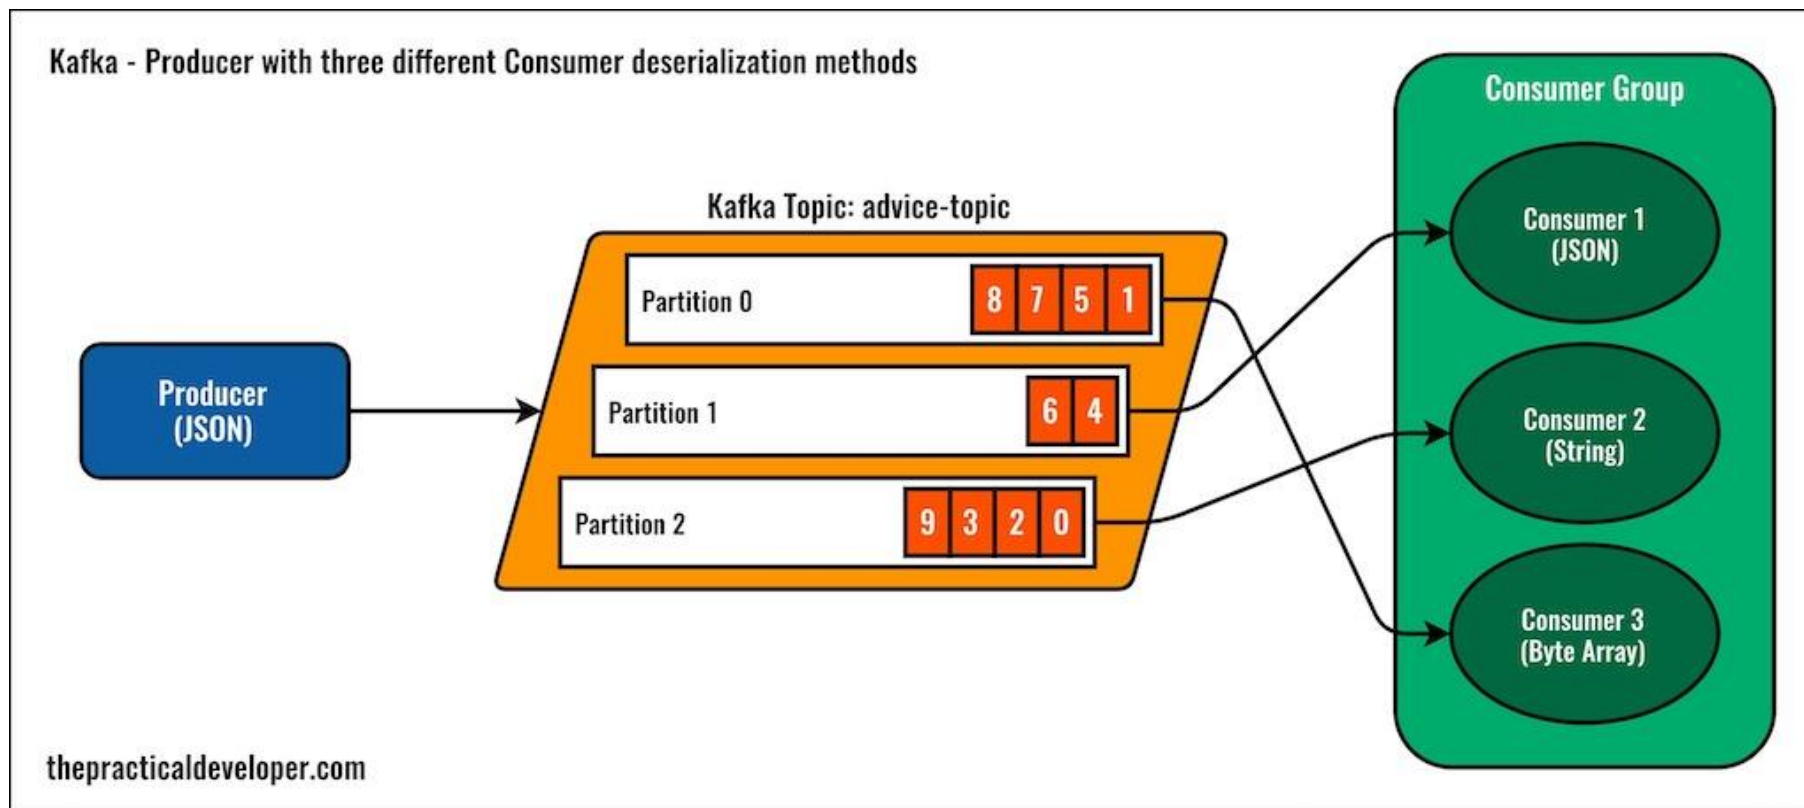 Kafka - Producer with three different Consumer deserialization methods
Consumer Group
Kafka Topic: advice-topic
Producer
(JSON)
Partition 0
8 7 5 1
Partition 1
6 4
Partition 2
9 3 2 0
Consumer 1
(JSON)
Consumer 2
(String)
Consumer 3
(Byte Array)
thepracticaldeveloper.com